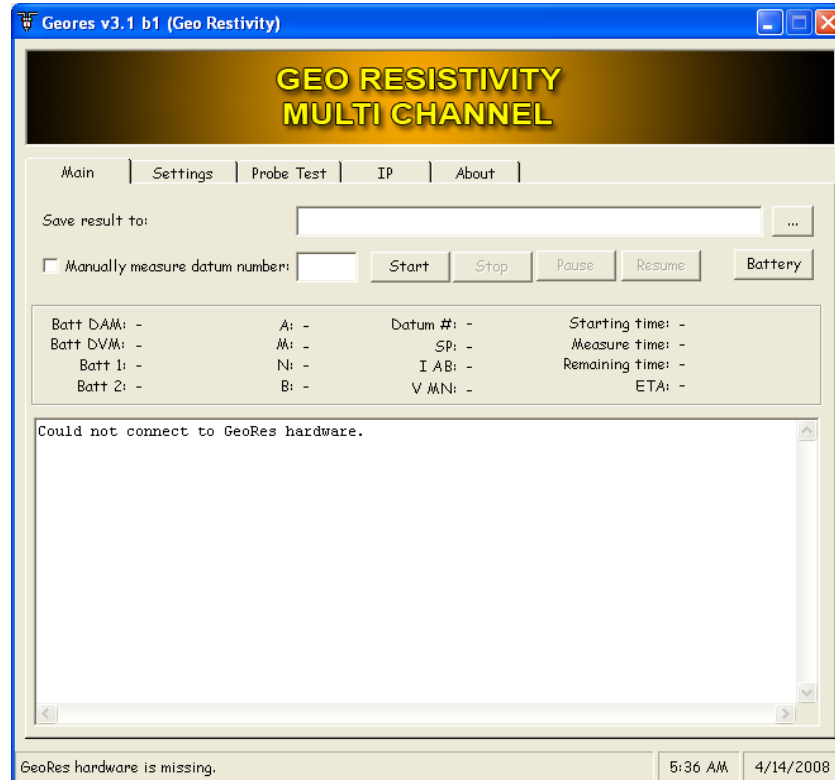 Geores v3.1 b1 (Geo Restivity)
GEO RESISTIVITY
MULTI CHANNEL
Main Settings Probe Test IP About
Save result to: ...
Manually measure datum number: Start Stop Pause Resume Battery
Batt DAM: - A: - Datum #: - Starting time: -
Batt DVM: - M: - SP: - Measure time: -
Batt 1: - N: - I AB: - Remaining time: -
Batt 2: - B: - V MN: - ETA: -
Could not connect to GeoRes hardware.
GeoRes hardware is missing. 5:36 AM 4/14/2008